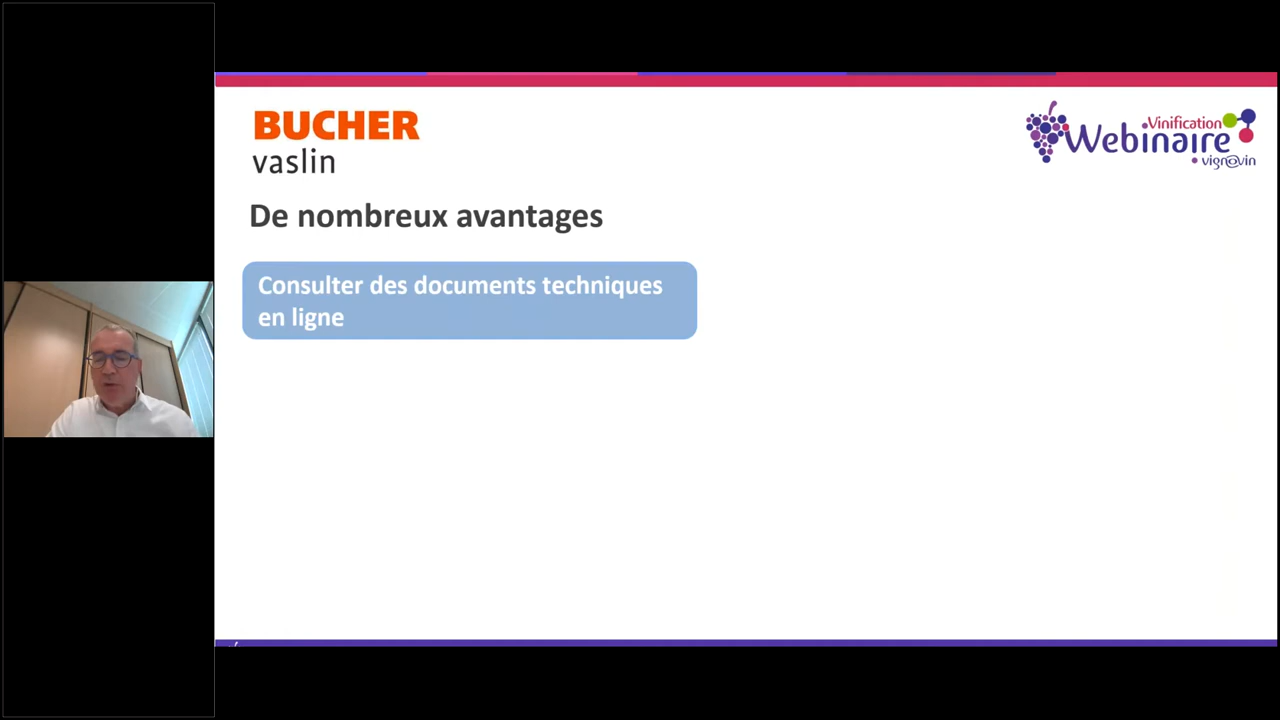 BUCHER
vaslin
Vinification
Webinaire
vign@vin
De nombreux avantages
Consulter des documents techniques
en ligne